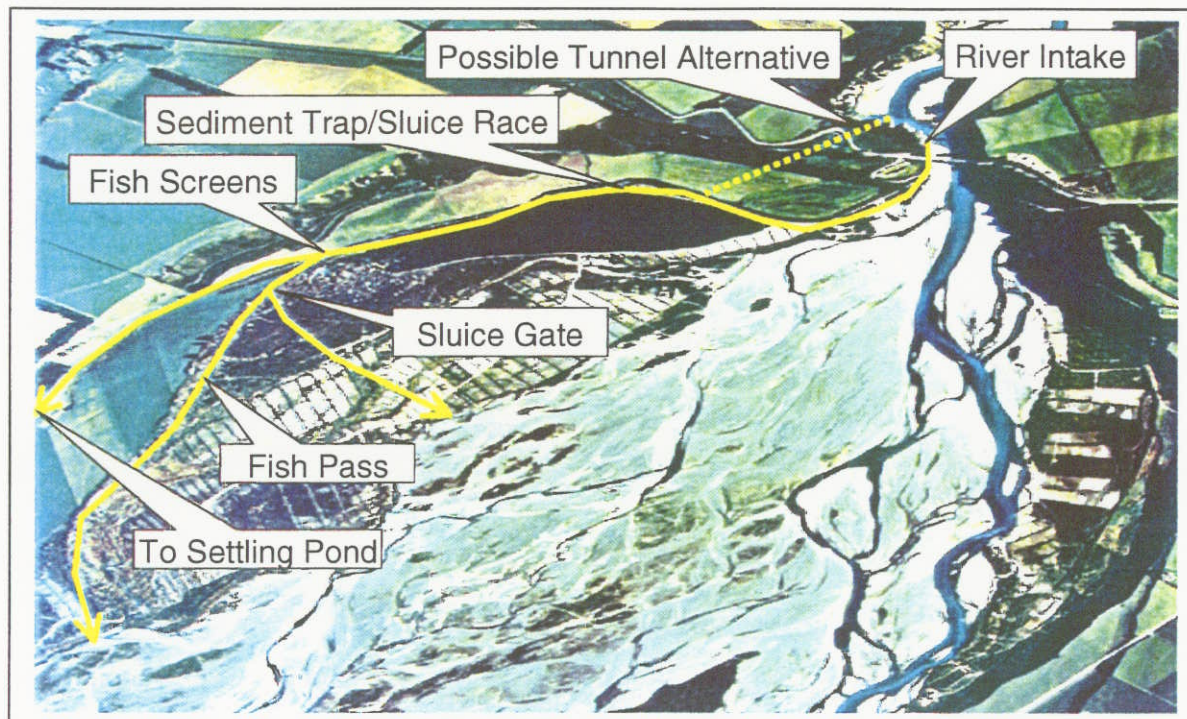 Possible Tunnel Alternative
River Intake
Sediment Trap/Sluice Race
Fish Screens
Sluice Gate
Fish Pass
To Settling Pond